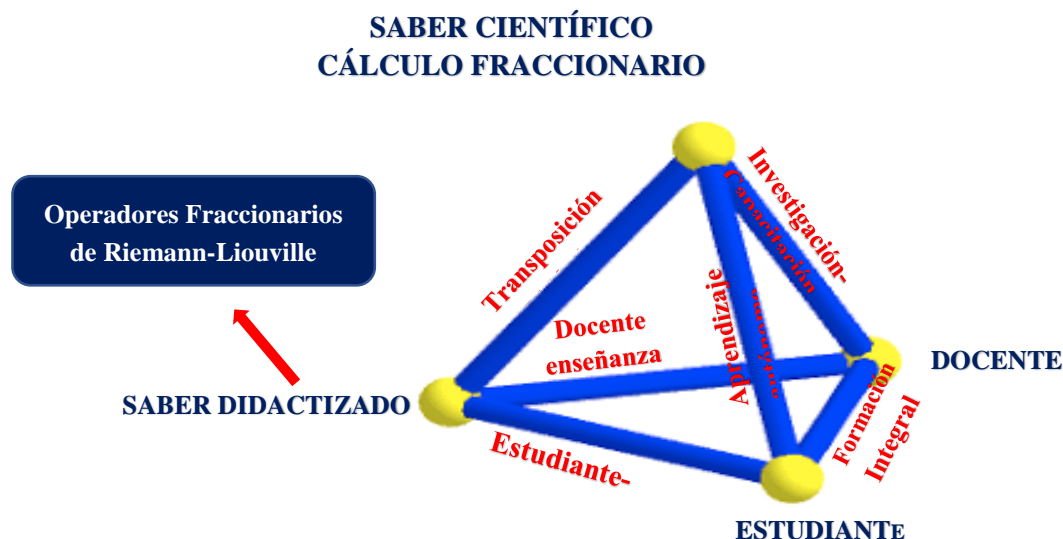 SABER CIENTÍFICO
CÁLCULO FRACCIONARIO
Investigación-
Capacitación
Operadores Fraccionarios
de Riemann-Liouville
Transposición
Aprendizaje
Docente
enseñanza
DOCENTE
SABER DIDACTIZADO
Formación
Integral
Estudiante-
ESTUDIANTE